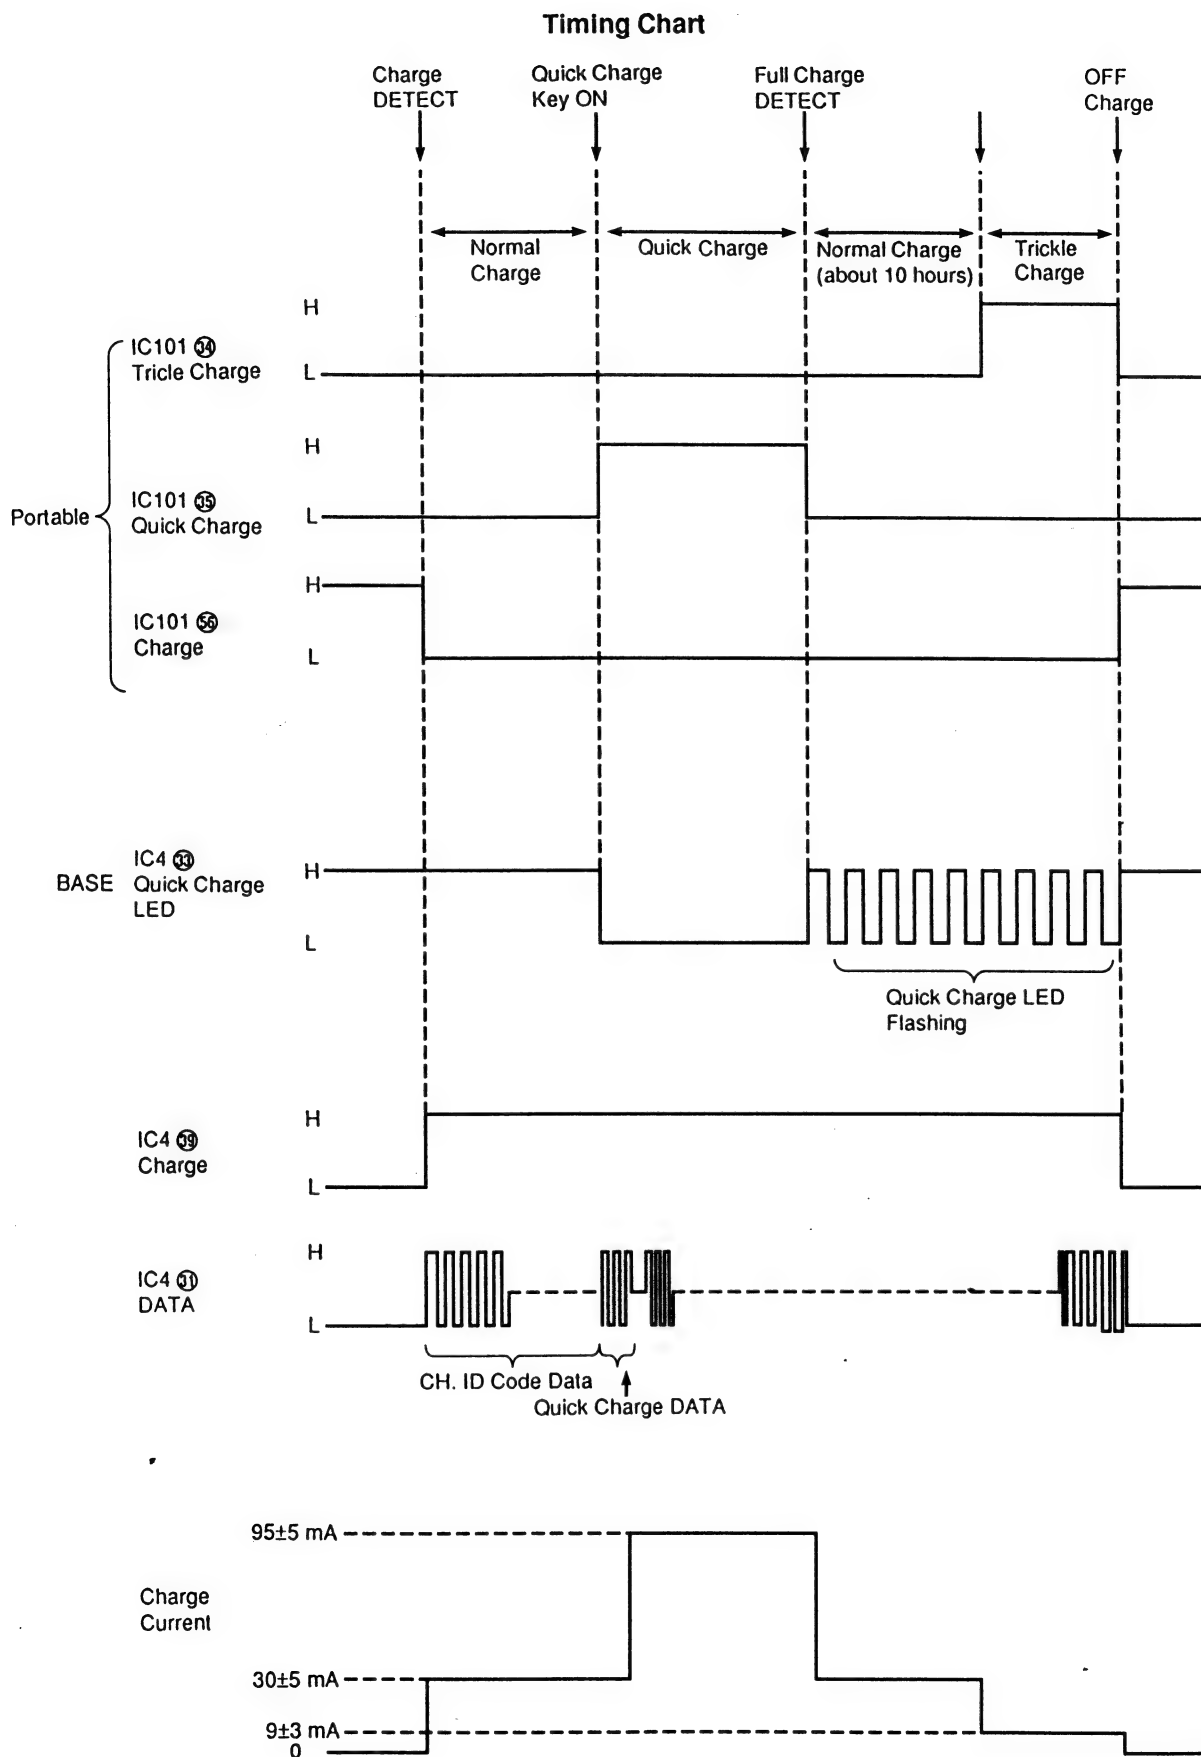 Timing Chart
Charge
DETECT
Quick Charge
Key ON
Full Charge
DETECT
OFF
Charge
Normal
Charge
Quick Charge
Normal Charge
(about 10 hours)
Trickle
Charge
Portable
IC101 ㉞
Tricle Charge
H
L
IC101 ㉟
Quick Charge
H
L
IC101 56
Charge
H
L
BASE
IC4 ㉝
Quick Charge
LED
H
L
Quick Charge LED
Flashing
IC4 ㊴
Charge
H
L
IC4 ㉛
DATA
H
L
CH. ID Code Data
Quick Charge DATA
Charge
Current
95±5 mA
30±5 mA
9±3 mA
0